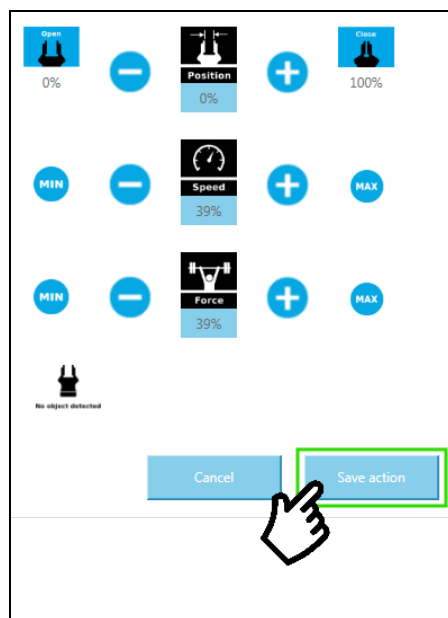 Open
Close
Position
0%
0%
100%
MIN
Speed
MAX
39%
MIN
Force
MAX
39%
No object detected
Cancel
Save action